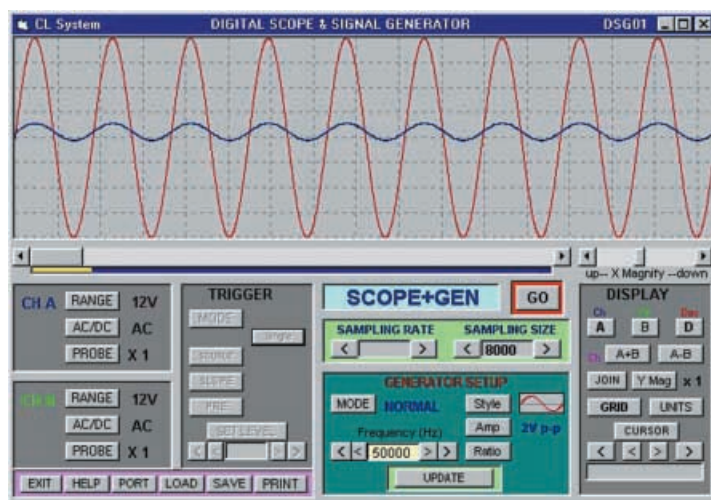 CL System DIGITAL SCOPE & SIGNAL GENERATOR DSG01
up-- X Magnify --down
CH A RANGE 12V
AC/DC AC
PROBE X 1
CH B RANGE 12V
AC/DC AC
PROBE X 1
EXIT HELP PORT LOAD SAVE PRINT
TRIGGER
MODE
Single
SOURCE
SLOPE
PRE
SET LEVEL
< < > >
SCOPE+GEN GO
SAMPLING RATE SAMPLING SIZE
< > < 8000 >
GENERATOR SETUP
MODE NORMAL Style
Amp 2V p-p
Frequency (Hz)
< < 50000 > > Ratio
UPDATE
DISPLAY
Ch
A B D
Ch A+B A-B
JOIN Y Mag x 1
GRID UNITS
CURSOR
< < > >